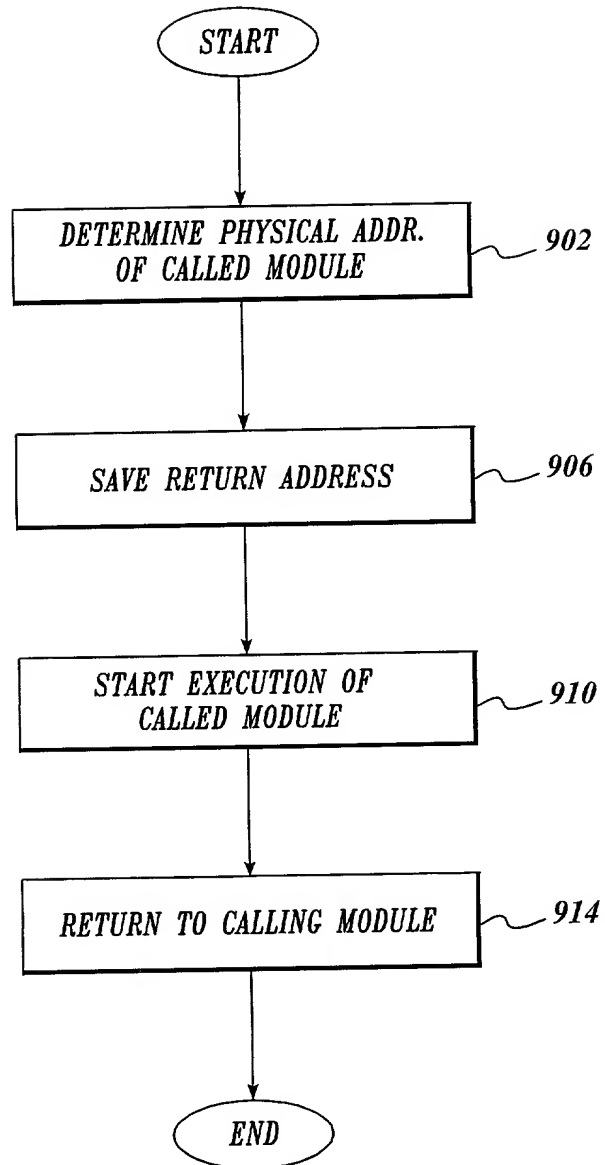 START
DETERMINE PHYSICAL ADDR.
OF CALLED MODULE
902
SAVE RETURN ADDRESS
906
START EXECUTION OF
CALLED MODULE
910
RETURN TO CALLING MODULE
914
END